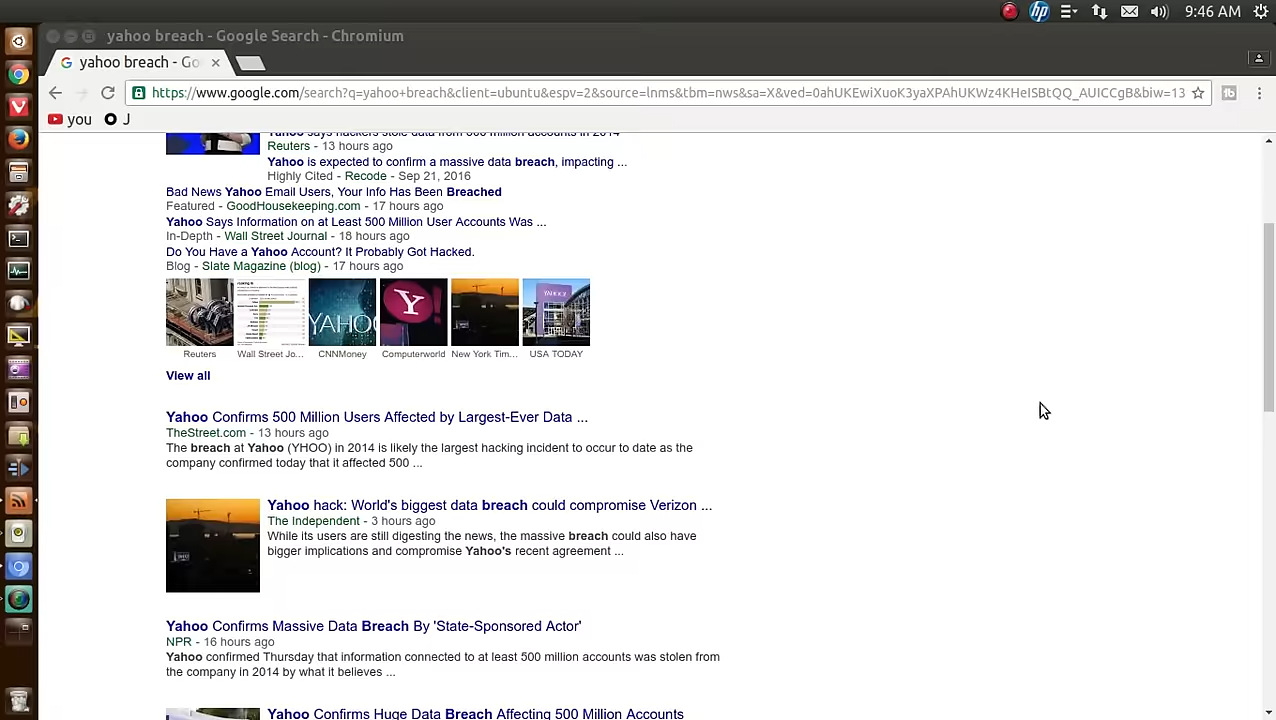 9:46 AM
yahoo breach - Google Search - Chromium
yahoo breach - Go
https://www.google.com/search?q=yahoo+breach&client=ubuntu&espv=2&source=lnms&tbm=nws&sa=X&ved=0ahUKEwiXuoK3yaXPAhUKWz4KHeISBtQQ_AUICCgB&biw=13
you
J
Yahoo says hackers stole data from 500 million accounts in 2014
Reuters - 13 hours ago
Yahoo is expected to confirm a massive data breach, impacting ...
Highly Cited - Recode - Sep 21, 2016
Bad News Yahoo Email Users, Your Info Has Been Breached
Featured - GoodHousekeeping.com - 17 hours ago
Yahoo Says Information on at Least 500 Million User Accounts Was ...
In-Depth - Wall Street Journal - 18 hours ago
Do You Have a Yahoo Account? It Probably Got Hacked.
Blog - Slate Magazine (blog) - 17 hours ago
YAHOO
Y
Reuters
Wall Street Jo...
CNNMoney
Computerworld
New York Tim...
USA TODAY
View all
Yahoo Confirms 500 Million Users Affected by Largest-Ever Data ...
TheStreet.com - 13 hours ago
The breach at Yahoo (YHOO) in 2014 is likely the largest hacking incident to occur to date as the
company confirmed today that it affected 500 ...
Yahoo hack: World's biggest data breach could compromise Verizon ...
The Independent - 3 hours ago
While its users are still digesting the news, the massive breach could also have
bigger implications and compromise Yahoo's recent agreement ...
Yahoo Confirms Massive Data Breach By 'State-Sponsored Actor'
NPR - 16 hours ago
Yahoo confirmed Thursday that information connected to at least 500 million accounts was stolen from
the company in 2014 by what it believes ...
Yahoo Confirms Huge Data Breach Affecting 500 Million Accounts